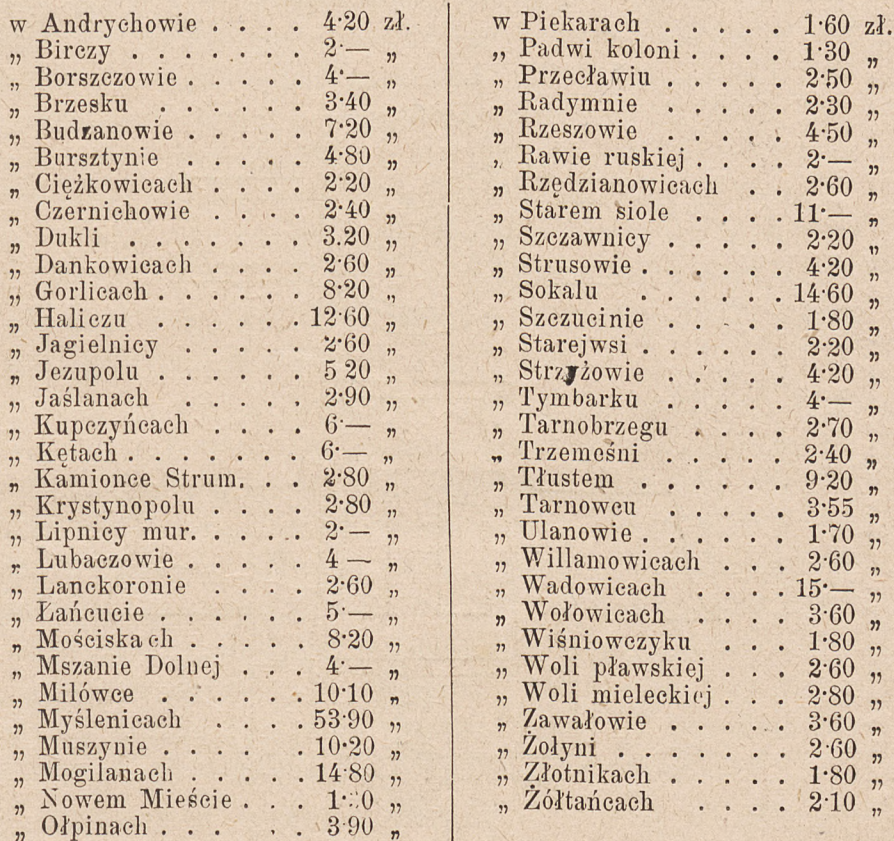 w Andrychowie . . . . 4·20 zł.
„ Birczy . . . . . . . 2·— „
„ Borszczowie . . . . . 4·— „
„ Brzesku . . . . . . 3·40 „
„ Budzanowie . . . . . 7·20 „
„ Bursztynie . . . . . 4·80 „
„ Ciężkowicach . . . . 2·20 „
„ Czernichowie . . . . 2·40 „
„ Dukli . . . . . . . 3.20 „
„ Dankowicach . . . . 2·60 „
„ Gorlicach . . . . . . 8·20 „
„ Haliczu . . . . . . 12·60 „
„ Jagielnicy . . . . . 2·60 „
„ Jezupolu . . . . . . 5 20 „
„ Jaślanach . . . . . 2·90 „
„ Kupczyńcach . . . . 6·— „
„ Kętach . . . . . . . 6·— „
„ Kamionce Strum. . . . 2·80 „
„ Krystynopolu . . . . 2·80 „
„ Lipnicy mur. . . . . 2·— „
„ Lubaczowie . . . . . 4 — „
„ Lanckoronie . . . . 2·60 „
„ Łańcucie . . . . . . 5·— „
„ Mościskach . . . . . 8·20 „
„ Mszanie Dolnej . . . 4·— „
„ Milówce . . . . . . 10·10 „
„ Myślenicach . . . . 53·90 „
„ Muszynie . . . . . . 10·20 „
„ Mogilanach . . . . . 14·80 „
„ Nowem Mieście . . . „
„ Ołpinach . . . . . 3·90 „
w Piekarach . . . . 1·60 zł.
„ Padwi koloni . . . . 1·30 „
„ Przecławiu . . . . . 2·50 „
„ Radymnie . . . . . 2·30 „
„ Rzeszowie . . . . . 4·50 „
„ Rawie ruskiej . . . . 2·— „
„ Rzędzianowicach . . 2·60 „
„ Starem siole . . . . 11·— „
„ Szczawnicy . . . . . 2·20 „
„ Strusowie . . . . . . 4·20 „
„ Sokalu . . . . . . 14·60 „
„ Szczucinie . . . . . 1·80 „
„ Starejwsi . . . . . . 2·20 „
„ Strzyżowie . . . . . 4·20 „
„ Tymbarku . . . . . 4·— „
„ Tarnobrzegu . . . . 2·70 „
„ Trzemeśni . . . . . 2·40 „
„ Tłustem . . . . . . 9·20 „
„ Tarnowcu . . . . . 3·55 „
„ Ulanowie . . . . . . 1·70 „
„ Willamowicach . . . 2·60 „
„ Wadowicach . . . . 15·— „
„ Wołowicach . . . . 3·60 „
„ Wiśniowczyku . . . 1·80 „
„ Woli pławskiej . . . 2·60 „
„ Woli mieleckiej . . . 2·80 „
„ Zawałowie . . . . . 3·60 „
„ Żołyni . . . . . . . 2·60 „
„ Złotnikach . . . . . 1·80 „
„ Żółtańcach . . . . 2·10 „